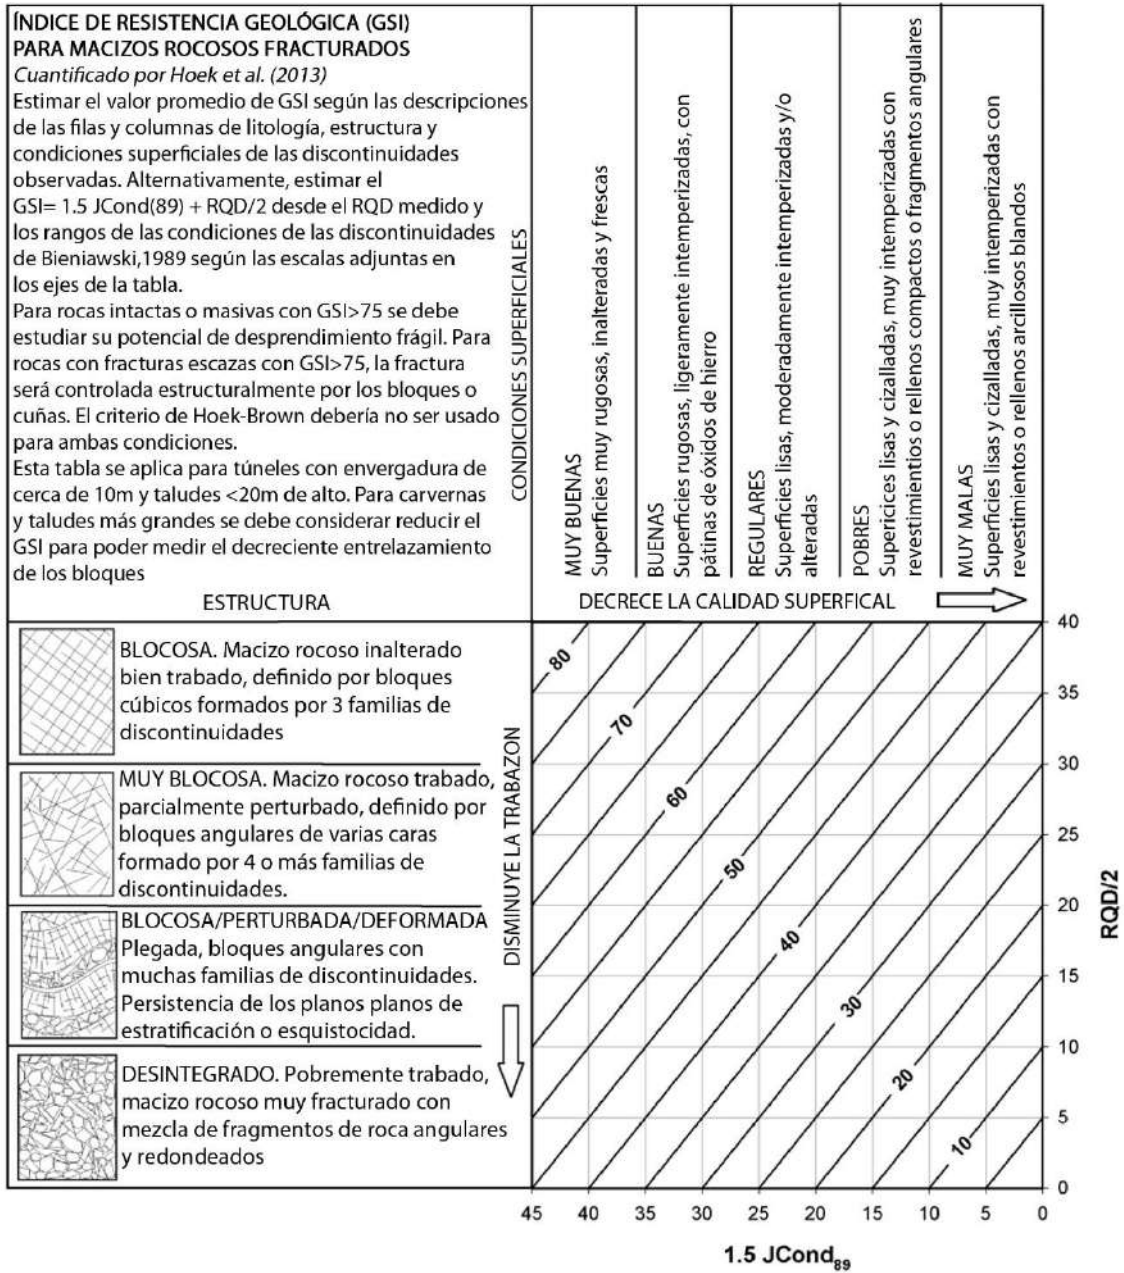 ÍNDICE DE RESISTENCIA GEOLÓGICA (GSI)
PARA MACIZOS ROCOSOS FRACTURADOS
Cuantificado por Hoek et al. (2013)
Estimar el valor promedio de GSI según las descripciones
de las filas y columnas de litología, estructura y
condiciones superficiales de las discontinuidades
observadas. Alternativamente, estimar el
GSI= 1.5 JCond(89) + RQD/2 desde el RQD medido y
los rangos de las condiciones de las discontinuidades
de Bieniawski,1989 según las escalas adjuntas en
los ejes de la tabla.
Para rocas intactas o masivas con GSI>75 se debe
estudiar su potencial de desprendimiento frágil. Para
rocas con fracturas escazas con GSI>75, la fractura
será controlada estructuralmente por los bloques o
cuñas. El criterio de Hoek-Brown debería no ser usado
para ambas condiciones.
Esta tabla se aplica para túneles con envergadura de
cerca de 10m y taludes <20m de alto. Para carvernas
y taludes más grandes se debe considerar reducir el
GSI para poder medir el decreciente entrelazamiento
de los bloques
CONDICIONES SUPERFICIALES
MUY BUENAS
Superficies muy rugosas, inalteradas y frescas
BUENAS
Superficies rugosas, ligeramente intemperizadas, con
pátinas de óxidos de hierro
REGULARES
Superficies lisas, moderadamente intemperizadas y/o
alteradas
POBRES
Supericices lisas y cizalladas, muy intemperizadas con
revestimientios o rellenos compactos o fragmentos angulares
MUY MALAS
Superficies lisas y cizalladas, muy intemperizadas con
revestimientos o rellenos arcillosos blandos
ESTRUCTURA
DECRECE LA CALIDAD SUPERFICAL
BLOCOSA. Macizo rocoso inalterado
bien trabado, definido por bloques
cúbicos formados por 3 familias de
discontinuidades
MUY BLOCOSA. Macizo rocoso trabado,
parcialmente perturbado, definido por
bloques angulares de varias caras
formado por 4 o más familias de
discontinuidades.
BLOCOSA/PERTURBADA/DEFORMADA
Plegada, bloques angulares con
muchas familias de discontinuidades.
Persistencia de los planos planos de
estratificación o esquistocidad.
DESINTEGRADO. Pobremente trabado,
macizo rocoso muy fracturado con
mezcla de fragmentos de roca angulares
y redondeados
DISMINUYE LA TRABAZON
80
70
60
50
40
30
20
10
40
35
30
25
20
15
10
5
0
RQD/2
45 40 35 30 25 20 15 10 5 0
1.5 JCond89